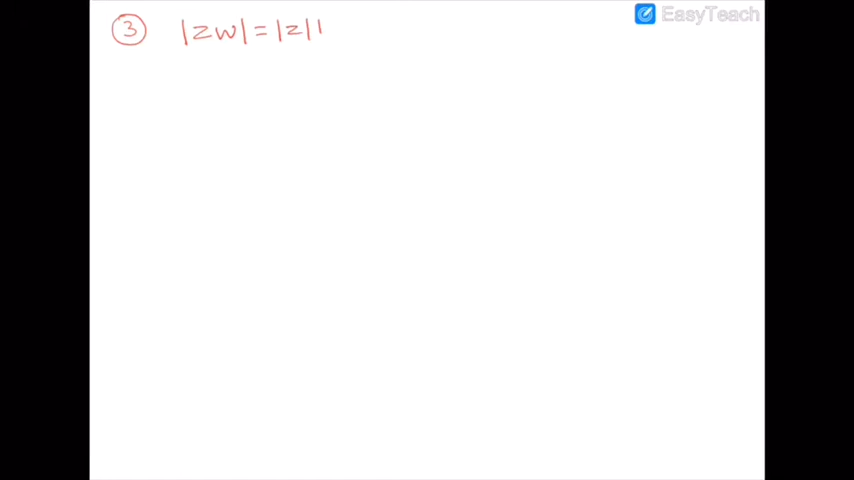 ③ |zw| = |z||
EasyTeach